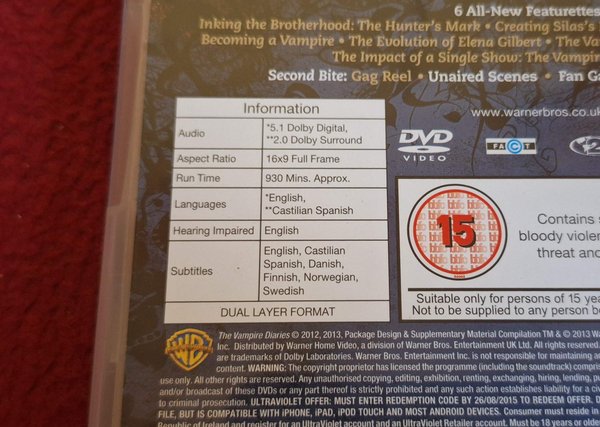 6 All-New Featurettes
Inking the Brotherhood: The Hunter's Mark • Creating Silas's
Becoming a Vampire • The Evolution of Elena Gilbert • The
The Impact of a Single Show: The Vampire
Second Bite: Gag Reel • Unaired Scenes • Fan
Information
Audio
*5.1 Dolby Digital,
**2.0 Dolby Surround
Aspect Ratio 16x9 Full Frame
Run Time 930 Mins. Approx.
Languages
*English,
**Castilian Spanish
Hearing Impaired English
Subtitles
English, Castilian
Spanish, Danish,
Finnish, Norwegian,
Swedish
DUAL LAYER FORMAT
www.warnerbros.co.uk
DVD
VIDEO
FACT
2
bbfc
15
Contains
bloody
threat and
Suitable only for persons of 15
Not to be supplied to any person
WB
The Vampire Diaries © 2012, 2013, Package Design & Supplementary Material Compilation TM & © 2013
Inc. Distributed by Warner Home Video, a division of Warner Bros. Entertainment UK Ltd. All rights reserved.
are trademarks of Dolby Laboratories. Warner Bros. Entertainment Inc. is not responsible for maintaining
content. WARNING: The copyright proprietor has licensed the programme (including the soundtrack)
use only. All other rights are reserved. Any unauthorised copying, editing, exhibition, renting, exchanging, hiring, lending,
and/or broadcast of these DVDs or any part thereof is strictly prohibited and any such action establishes liability for a
to criminal prosecution. ULTRAVIOLET OFFER: MUST ENTER REDEMPTION CODE BY 26/08/2015 TO REDEEM OFFER.
FILE, BUT IS COMPATIBLE WITH iPHONE, iPAD, iPOD TOUCH AND MOST ANDROID DEVICES. Consumer must reside in
Republic of Ireland and register for an UltraViolet account and an UltraViolet Retailer account. Must be 18 years or older